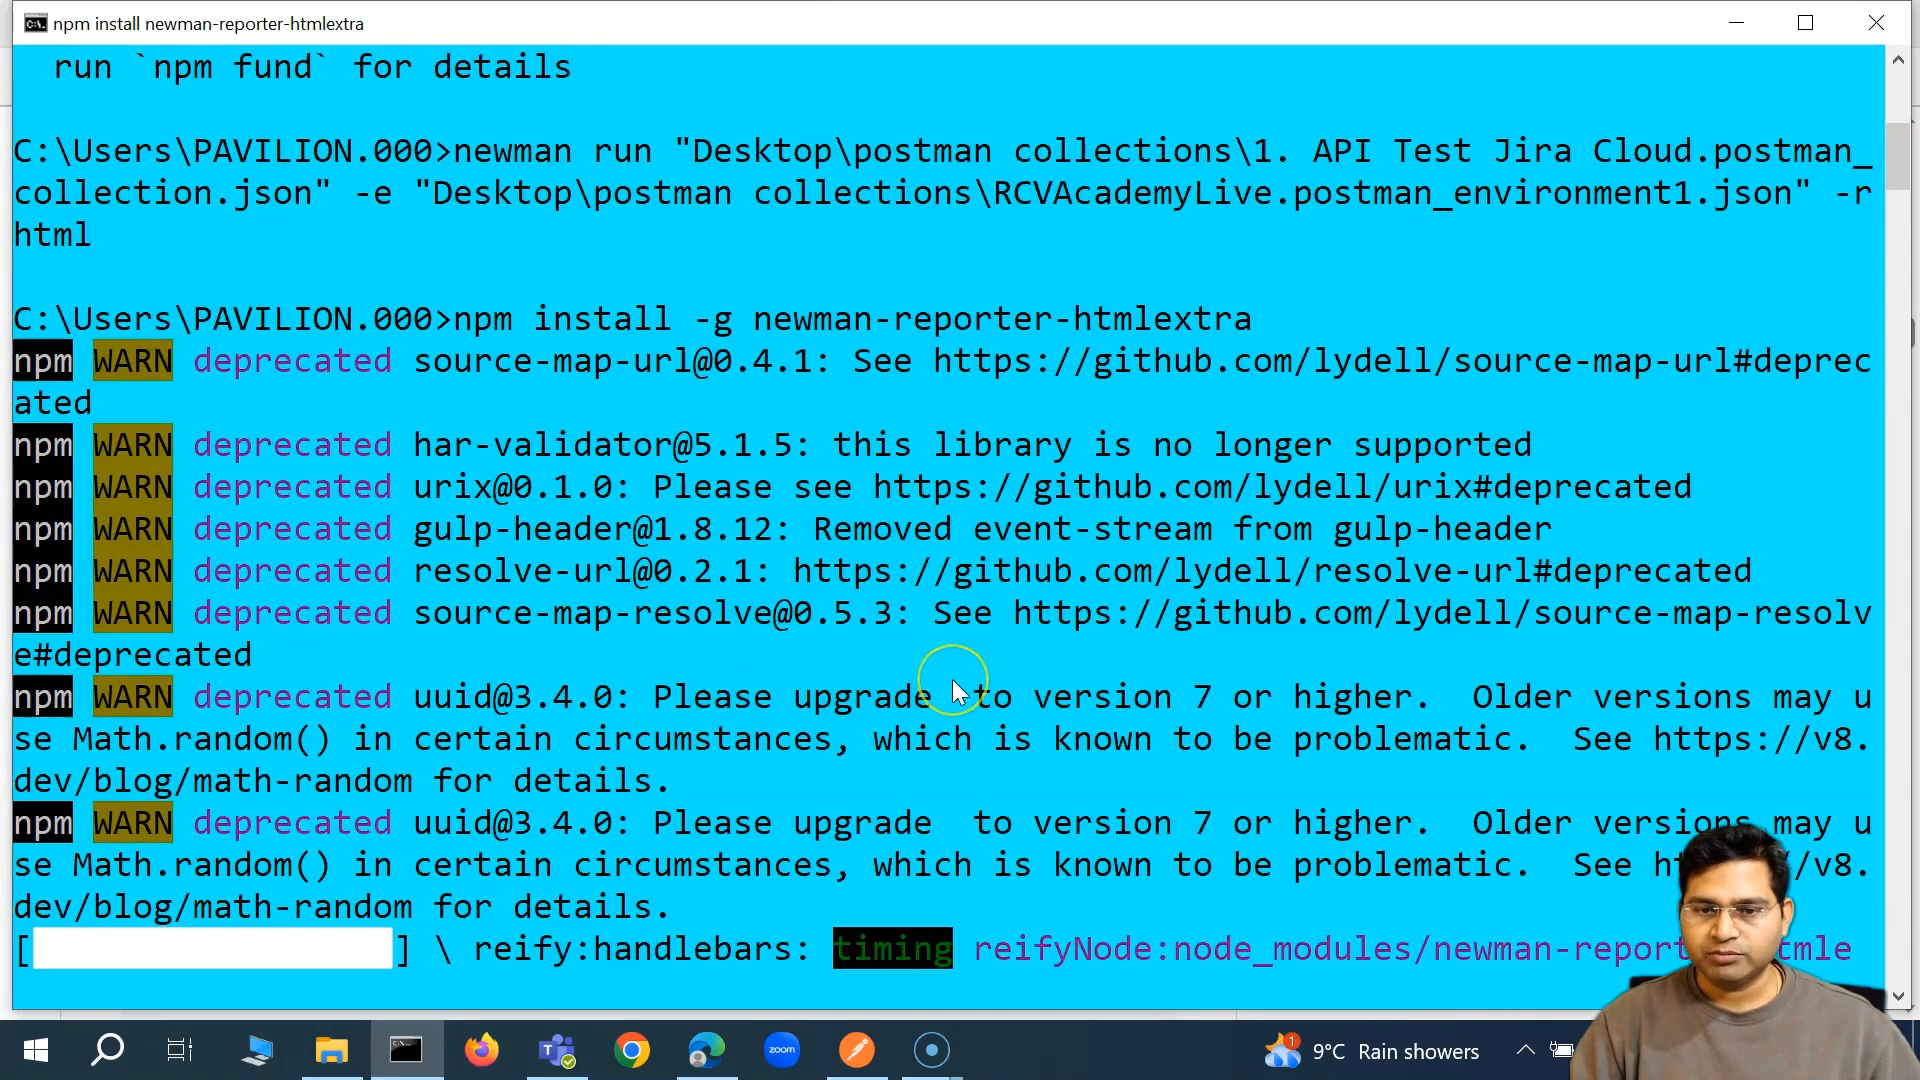 npm install newman-reporter-htmlextra
run `npm fund` for details
C:\Users\PAVILION.000>newman run "Desktop\postman collections\1. API Test Jira Cloud.postman_
collection.json" -e "Desktop\postman collections\RCVAcademyLive.postman_environment1.json" -r
html
C:\Users\PAVILION.000>npm install -g newman-reporter-htmlextra
npm WARN deprecated source-map-url@0.4.1: See https://github.com/lydell/source-map-url#deprec
ated
npm WARN deprecated har-validator@5.1.5: this library is no longer supported
npm WARN deprecated urix@0.1.0: Please see https://github.com/lydell/urix#deprecated
npm WARN deprecated gulp-header@1.8.12: Removed event-stream from gulp-header
npm WARN deprecated resolve-url@0.2.1: https://github.com/lydell/resolve-url#deprecated
npm WARN deprecated source-map-resolve@0.5.3: See https://github.com/lydell/source-map-resolv
e#deprecated
npm WARN deprecated uuid@3.4.0: Please upgrade to version 7 or higher. Older versions may u
se Math.random() in certain circumstances, which is known to be problematic. See https://v8.
dev/blog/math-random for details.
npm WARN deprecated uuid@3.4.0: Please upgrade to version 7 or higher. Older versions may u
se Math.random() in certain circumstances, which is known to be problematic. See /v8.
dev/blog/math-random for details.
[ ] \ reify:handlebars: timing reifyNode:node_modules/newman-report tmle
zoom
1
9°C Rain showers